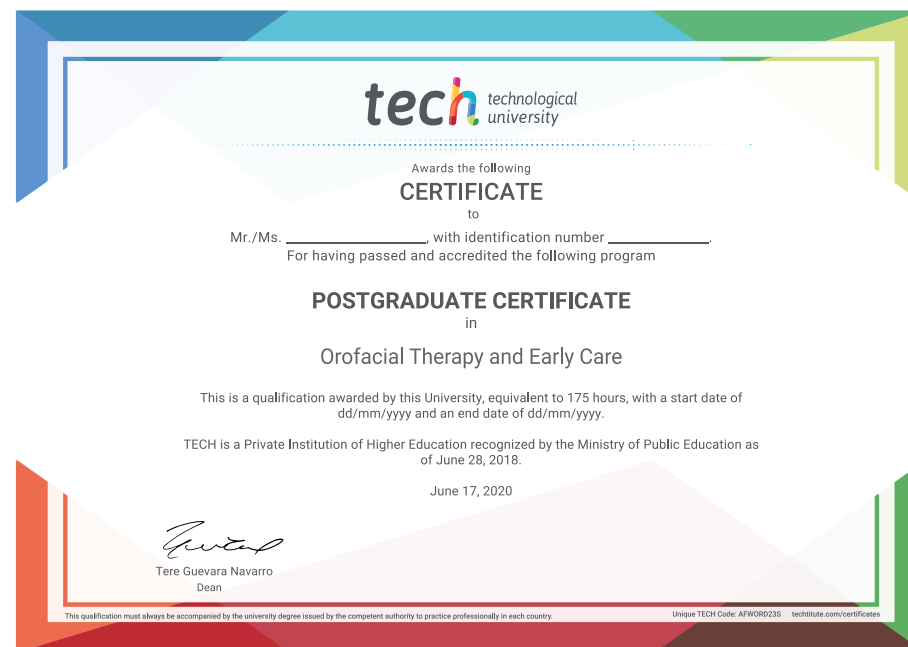 tech technological
university
Awards the following
CERTIFICATE
to
Mr./Ms. ____________________, with identification number ______________.
For having passed and accredited the following program
POSTGRADUATE CERTIFICATE
in
Orofacial Therapy and Early Care
This is a qualification awarded by this University, equivalent to 175 hours, with a start date of
dd/mm/yyyy and an end date of dd/mm/yyyy.
TECH is a Private Institution of Higher Education recognized by the Ministry of Public Education as
of June 28, 2018.
June 17, 2020
Tere Guevara Navarro
Dean
This qualification must always be accompanied by the university degree issued by the competent authority to practice professionally in each country.
Unique TECH Code: AFWORD23S techtitute.com/certificates